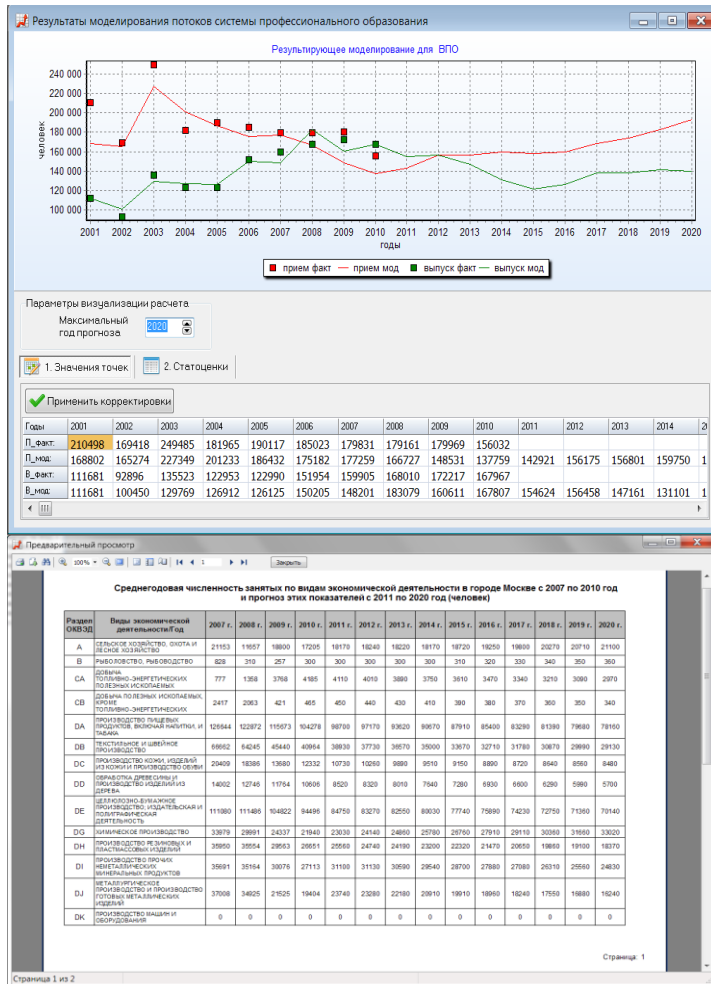 Результаты моделирования потоков системы профессионального образования
Результирующее моделирование для ВПО
человек
240 000
220 000
200 000
180 000
160 000
140 000
120 000
100 000
2001 2002 2003 2004 2005 2006 2007 2008 2009 2010 2011 2012 2013 2014 2015 2016 2017 2018 2019 2020
годы
прием факт прием мод выпуск факт выпуск мод
Параметры визуализации расчета
Максимальный
год прогноза
2020
1. Значения точек 2. Статоценки
Применить корректировки
Годы 2001 2002 2003 2004 2005 2006 2007 2008 2009 2010 2011 2012 2013 2014 2
П_факт: 210498 169418 249485 181965 190117 185023 179831 179161 179969 156032
П_мод: 168802 165274 227349 201233 186432 175182 177259 166727 148531 137759 142921 156175 156801 159750 1
В_факт: 111681 92896 135523 122953 122990 151954 159905 168010 172217 167967
В_мод: 111681 100450 129769 126912 126125 150205 148201 183079 160611 167807 154624 156458 147161 131101 1
Предварительный просмотр
100% 1 Закрыть
Среднегодовая численность занятых по видам экономической деятельности в городе Москве с 2007 по 2010 год
и прогноз этих показателей с 2011 по 2020 год (человек)
Раздел ОКВЭД Виды экономической деятельности/Год 2007 г. 2008 г. 2009 г. 2010 г. 2011 г. 2012 г. 2013 г. 2014 г. 2015 г. 2016 г. 2017 г. 2018 г. 2019 г. 2020 г.
A СЕЛЬСКОЕ ХОЗЯЙСТВО, ОХОТА И ЛЕСНОЕ ХОЗЯЙСТВО 21153 11657 18800 17205 18170 18240 18220 18170 18720 19250 19800 20270 20710 21100
B РЫБОЛОВСТВО, РЫБОВОДСТВО 828 310 257 300 300 300 300 300 310 320 330 340 350 360
CA ДОБЫЧА ТОПЛИВНО-ЭНЕРГЕТИЧЕСКИХ ПОЛЕЗНЫХ ИСКОПАЕМЫХ 777 1358 3768 4185 4110 4010 3890 3750 3610 3470 3340 3210 3090 2970
CB ДОБЫЧА ПОЛЕЗНЫХ ИСКОПАЕМЫХ, КРОМЕ ТОПЛИВНО-ЭНЕРГЕТИЧЕСКИХ 2417 2063 421 465 450 440 430 410 390 380 370 360 350 340
DA ПРОИЗВОДСТВО ПИЩЕВЫХ ПРОДУКТОВ, ВКЛЮЧАЯ НАПИТКИ, И ТАБАКА 126644 122872 115673 104278 98700 97170 93620 90670 87910 85400 83290 81390 79680 78160
DB ТЕКСТИЛЬНОЕ И ШВЕЙНОЕ ПРОИЗВОДСТВО 66662 64245 45440 40964 38930 37730 36570 35000 33670 32710 31780 30870 29990 29130
DC ПРОИЗВОДСТВО КОЖИ, ИЗДЕЛИЙ ИЗ КОЖИ И ПРОИЗВОДСТВО ОБУВИ 20409 18386 13680 12332 10730 10260 9880 9510 9150 8890 8720 8640 8560 8480
DD ОБРАБОТКА ДРЕВЕСИНЫ И ПРОИЗВОДСТВО ИЗДЕЛИЙ ИЗ ДЕРЕВА 14002 12746 11764 10606 8520 8320 8010 7640 7280 6930 6600 6290 5990 5700
DE ЦЕЛЛЮЛОЗНО-БУМАЖНОЕ ПРОИЗВОДСТВО; ИЗДАТЕЛЬСКАЯ И ПОЛИГРАФИЧЕСКАЯ ДЕЯТЕЛЬНОСТЬ 111080 111486 104822 94496 84750 83270 82550 80030 77740 75890 74230 72750 71360 70140
DG ХИМИЧЕСКОЕ ПРОИЗВОДСТВО 33979 29991 24337 21940 23030 24140 24860 25780 26760 27910 29110 30360 31660 33020
DH ПРОИЗВОДСТВО РЕЗИНОВЫХ И ПЛАСТМАССОВЫХ ИЗДЕЛИЙ 35950 35554 29563 26651 25560 24740 24190 23200 22320 21470 20650 19860 19100 18370
DI ПРОИЗВОДСТВО ПРОЧИХ НЕМЕТАЛЛИЧЕСКИХ МИНЕРАЛЬНЫХ ПРОДУКТОВ 35691 35164 30076 27113 31100 31130 30590 29540 28700 27880 27080 26310 25560 24830
DJ МЕТАЛЛУРГИЧЕСКОЕ ПРОИЗВОДСТВО И ПРОИЗВОДСТВО ГОТОВЫХ МЕТАЛЛИЧЕСКИХ ИЗДЕЛИЙ 37008 34925 21525 19404 23740 23280 22180 20910 19910 18960 18240 17550 16880 16240
DK ПРОИЗВОДСТВО МАШИН И ОБОРУДОВАНИЯ 0 0 0 0 0 0 0 0 0 0 0 0 0 0
Страница: 1
Страница 1 из 2